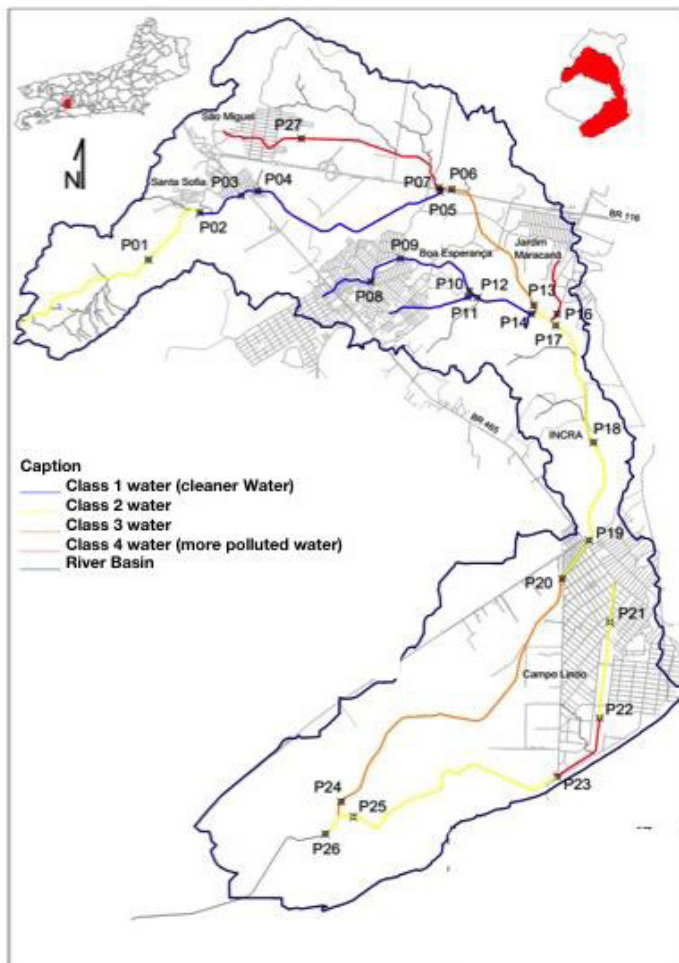 São Miguel
P27
N
Santa Sofia
P03
P04
P07
P06
P02
P05
BR 116
P01
P09
Boa Esperança
Jardim
Maracanã
P08
P10
P12
P13
P11
P14
P16
P17
BR 465
INCRA
P18
Caption
Class 1 water (cleaner Water)
Class 2 water
Class 3 water
Class 4 water (more polluted water)
River Basin
P19
P20
P21
Campo Lindo
P22
P23
P24
P25
P26